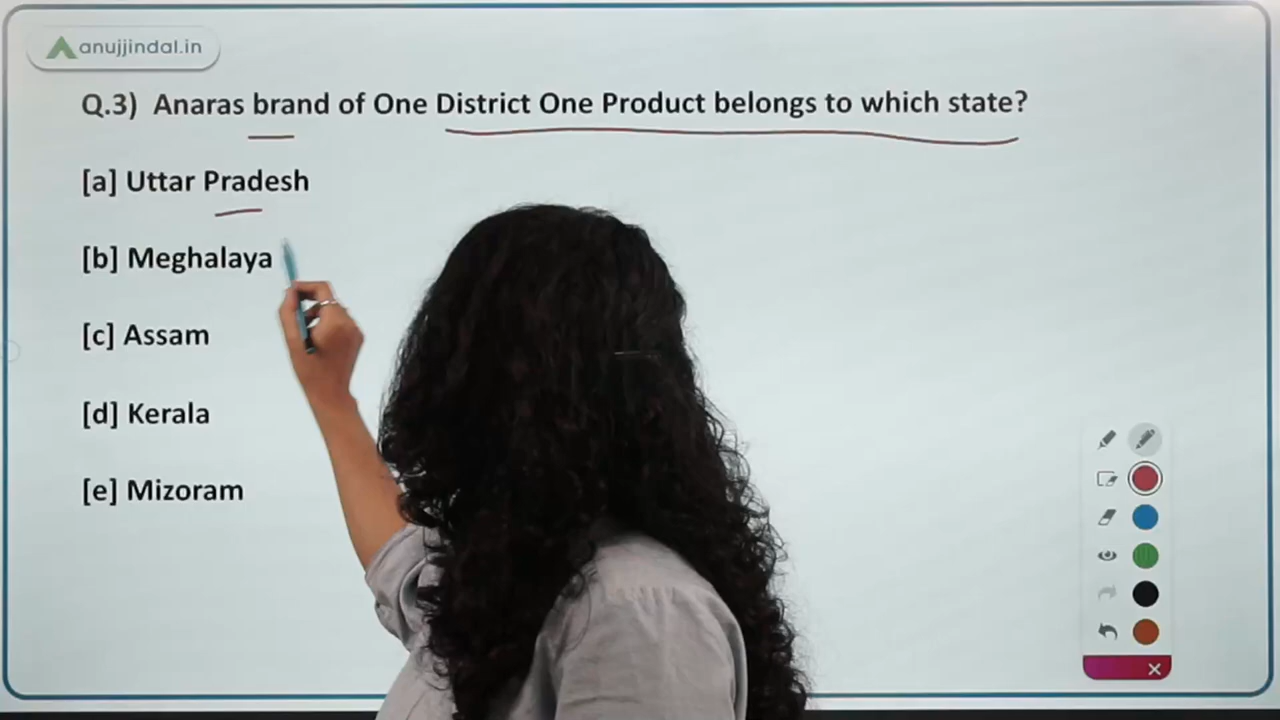 anujjindal.in
Q.3) Anaras brand of One District One Product belongs to which state?
[a] Uttar Pradesh
[b] Meghalaya
[c] Assam
[d] Kerala
[e] Mizoram